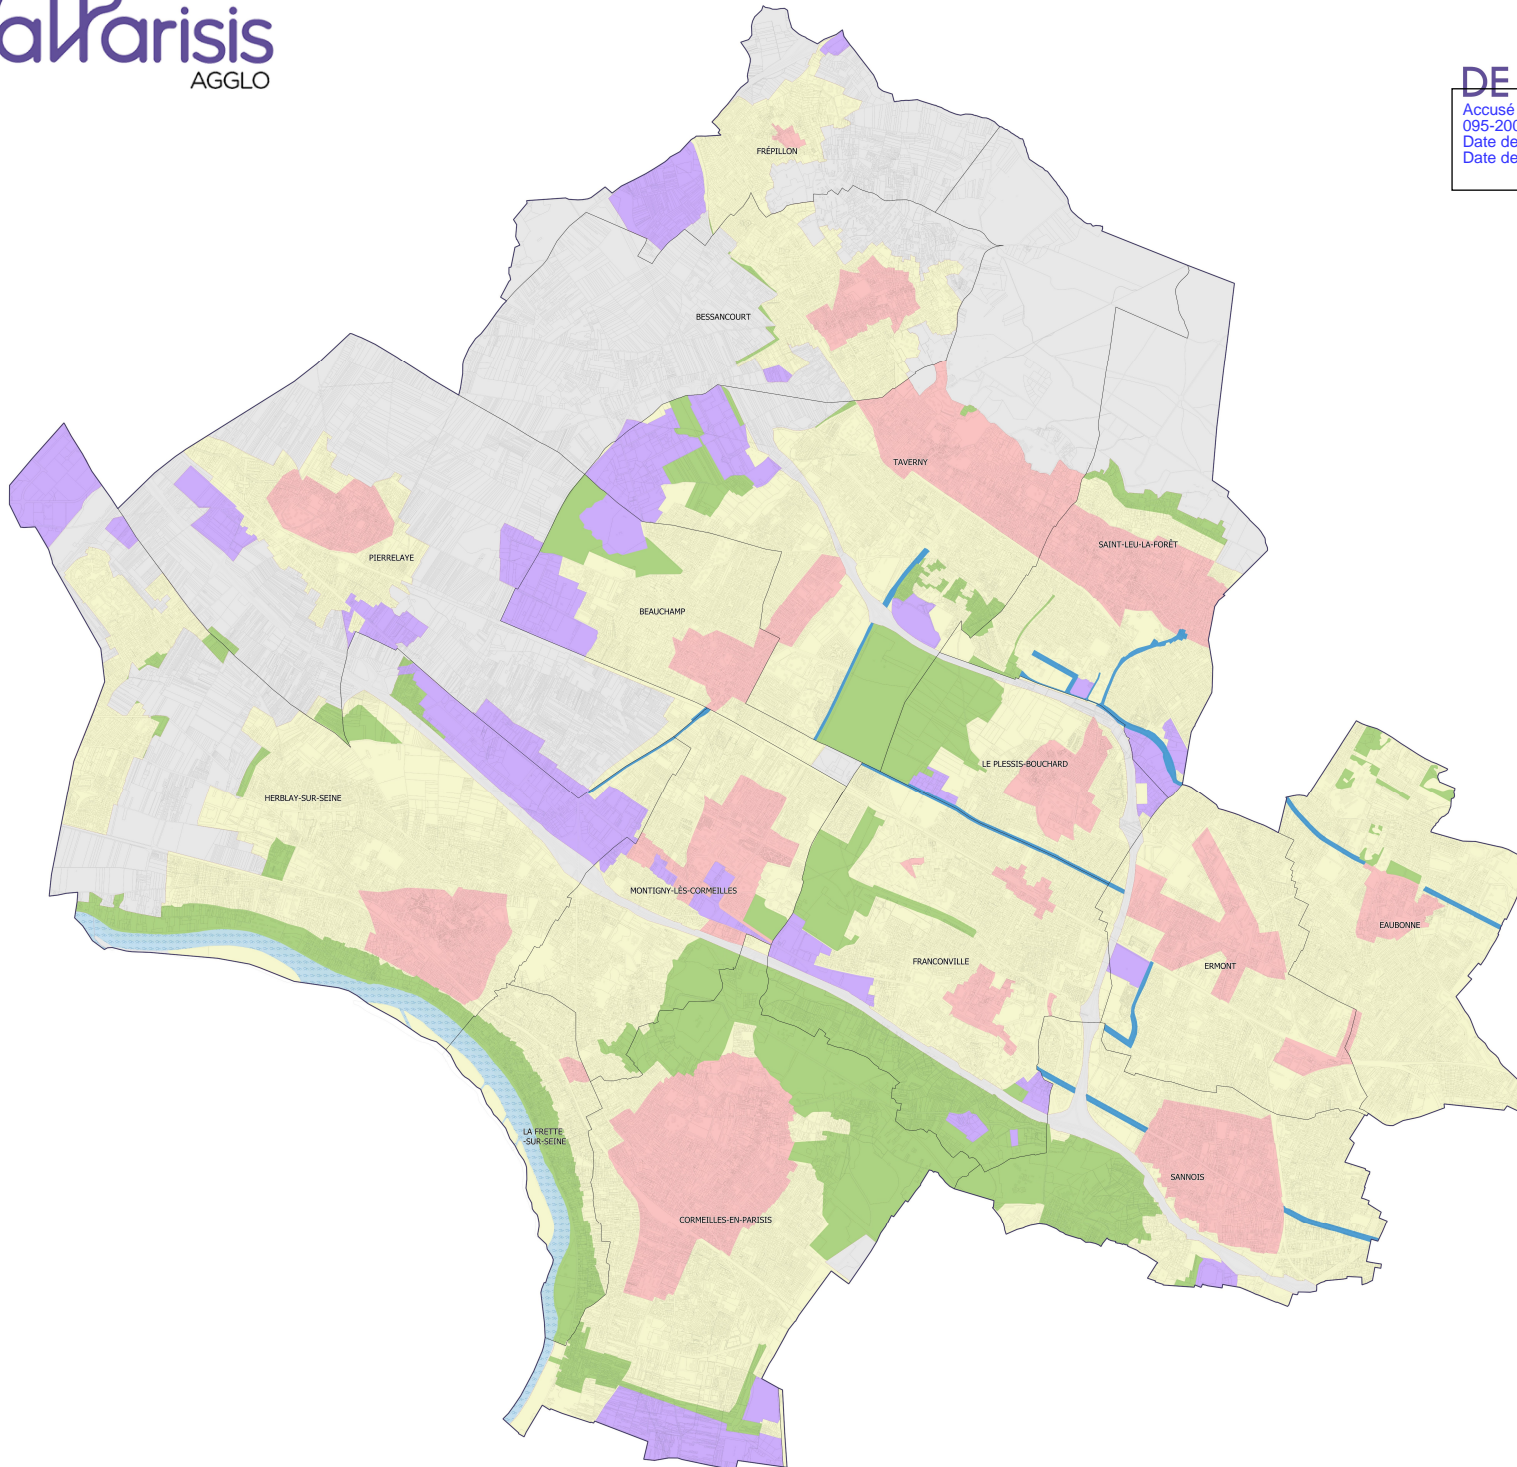 AGGLO
DE
Accusé
095-200
Date de
Date de
FRÉPILLON
BESSANCOURT
TAVERNY
SAINT-LEU-LA-FORÊT
PIERRELAYE
BEAUCHAMP
LE PLESSIS-BOUCHARD
HERBLAY-SUR-SEINE
MONTIGNY-LÈS-CORMEILLES
EAUBONNE
FRANCONVILLE
ERMONT
LA FRETTE
-SUR-SEINE
SANNOIS
CORMEILLES-EN-PARISIS